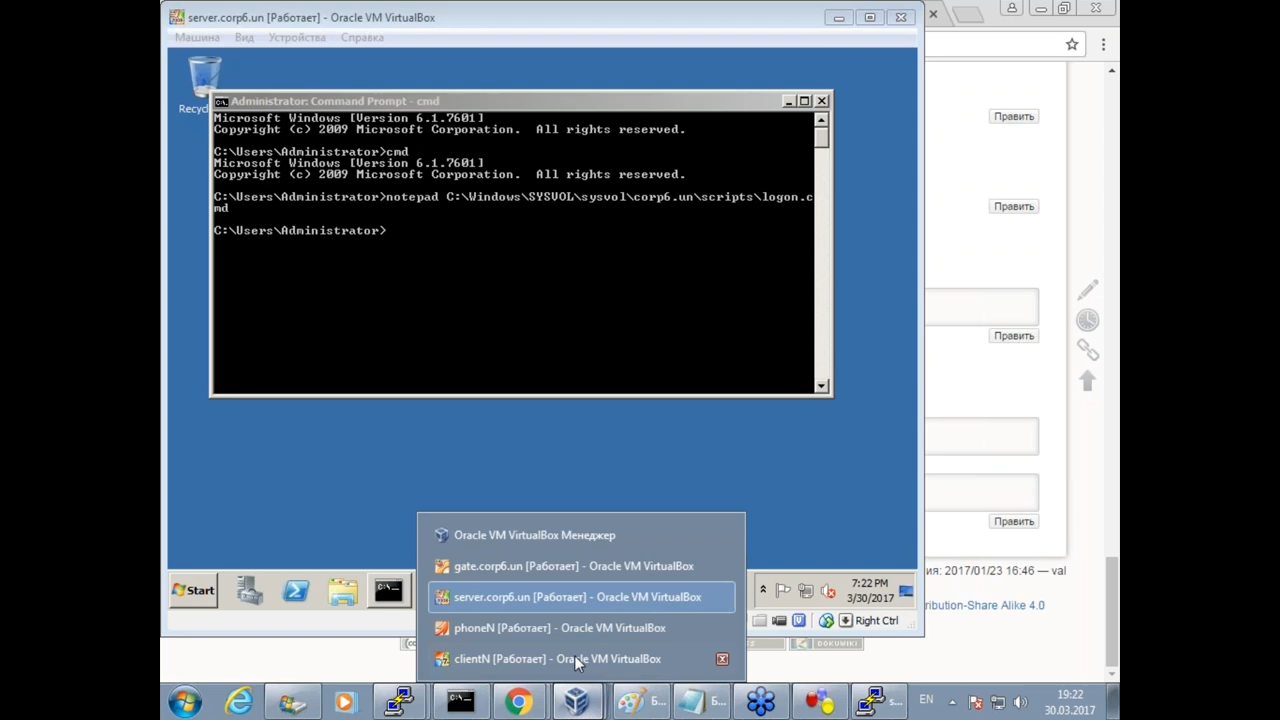 server.corp6.un [Работает] - Oracle VM VirtualBox
Машина Вид Устройства Справка
Recyc
Administrator: Command Prompt - cmd
Microsoft Windows [Version 6.1.7601]
Copyright (c) 2009 Microsoft Corporation.  All rights reserved.
C:\Users\Administrator>cmd
Microsoft Windows [Version 6.1.7601]
Copyright (c) 2009 Microsoft Corporation.  All rights reserved.
C:\Users\Administrator>notepad C:\Windows\SYSVOL\sysvol\corp6.un\scripts\logon.c
md
C:\Users\Administrator>
Править
Править
Править
Править
ия: 2017/01/23 16:46 — val
tribution-Share Alike 4.0
DOKUWIKI
Oracle VM VirtualBox Менеджер
gate.corp6.un [Работает] - Oracle VM VirtualBox
server.corp6.un [Работает] - Oracle VM VirtualBox
phoneN [Работает] - Oracle VM VirtualBox
clientN [Работает] - Oracle VM VirtualBox
Start
7:22 PM
3/30/2017
Right Ctrl
Б...
Б...
s...
EN
19:22
30.03.2017